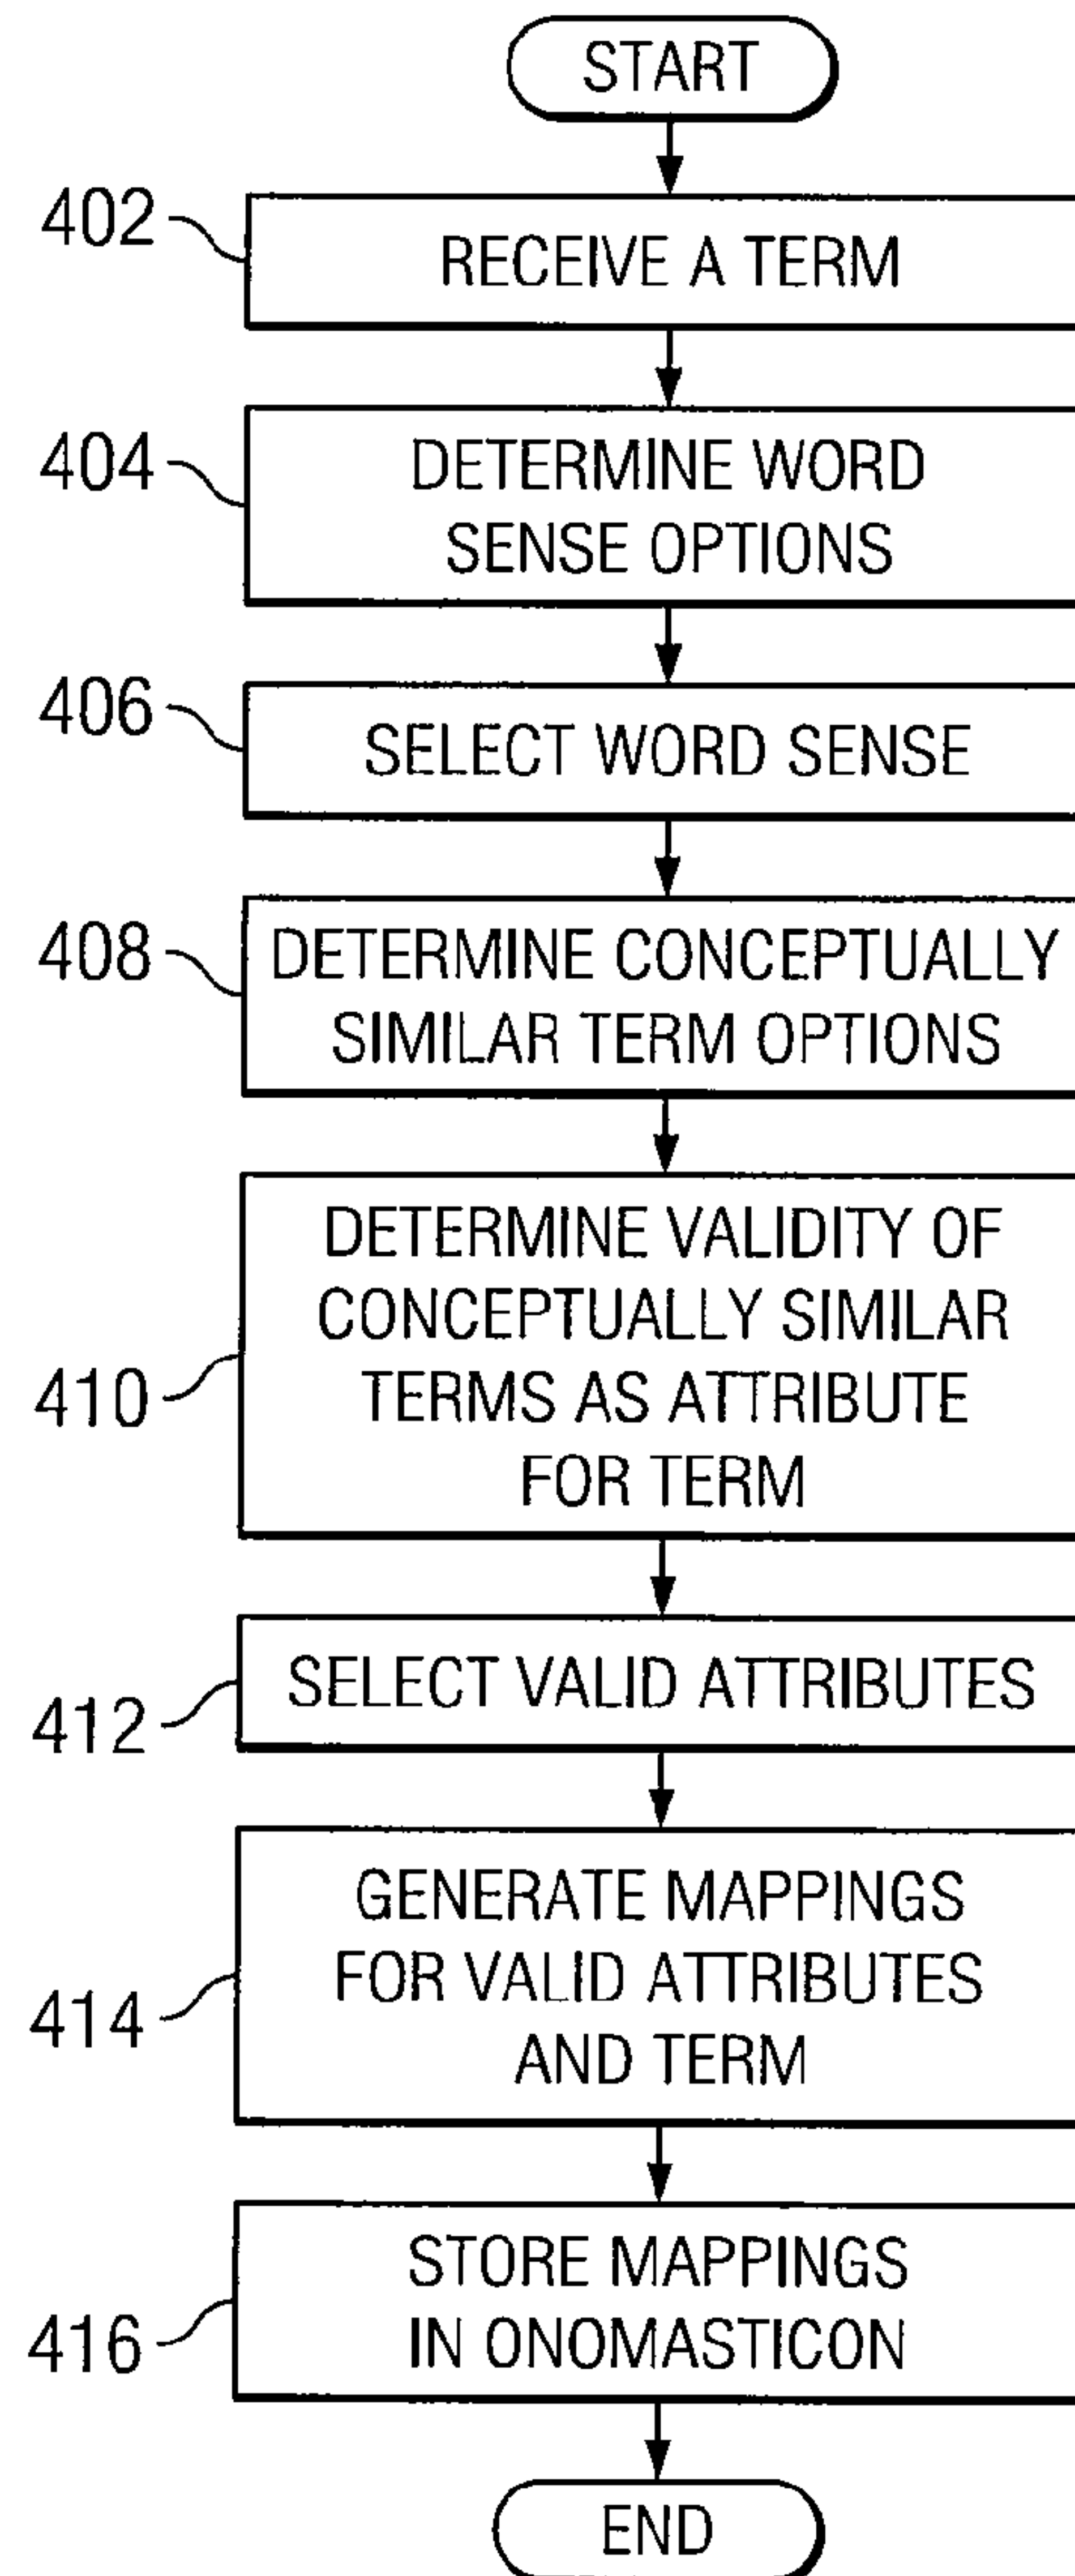 START
402
RECEIVE A TERM
404
DETERMINE WORD
SENSE OPTIONS
406
SELECT WORD SENSE
408
DETERMINE CONCEPTUALLY
SIMILAR TERM OPTIONS
410
DETERMINE VALIDITY OF
CONCEPTUALLY SIMILAR
TERMS AS ATTRIBUTE
FOR TERM
412
SELECT VALID ATTRIBUTES
414
GENERATE MAPPINGS
FOR VALID ATTRIBUTES
AND TERM
416
STORE MAPPINGS
IN ONOMASTICON
END